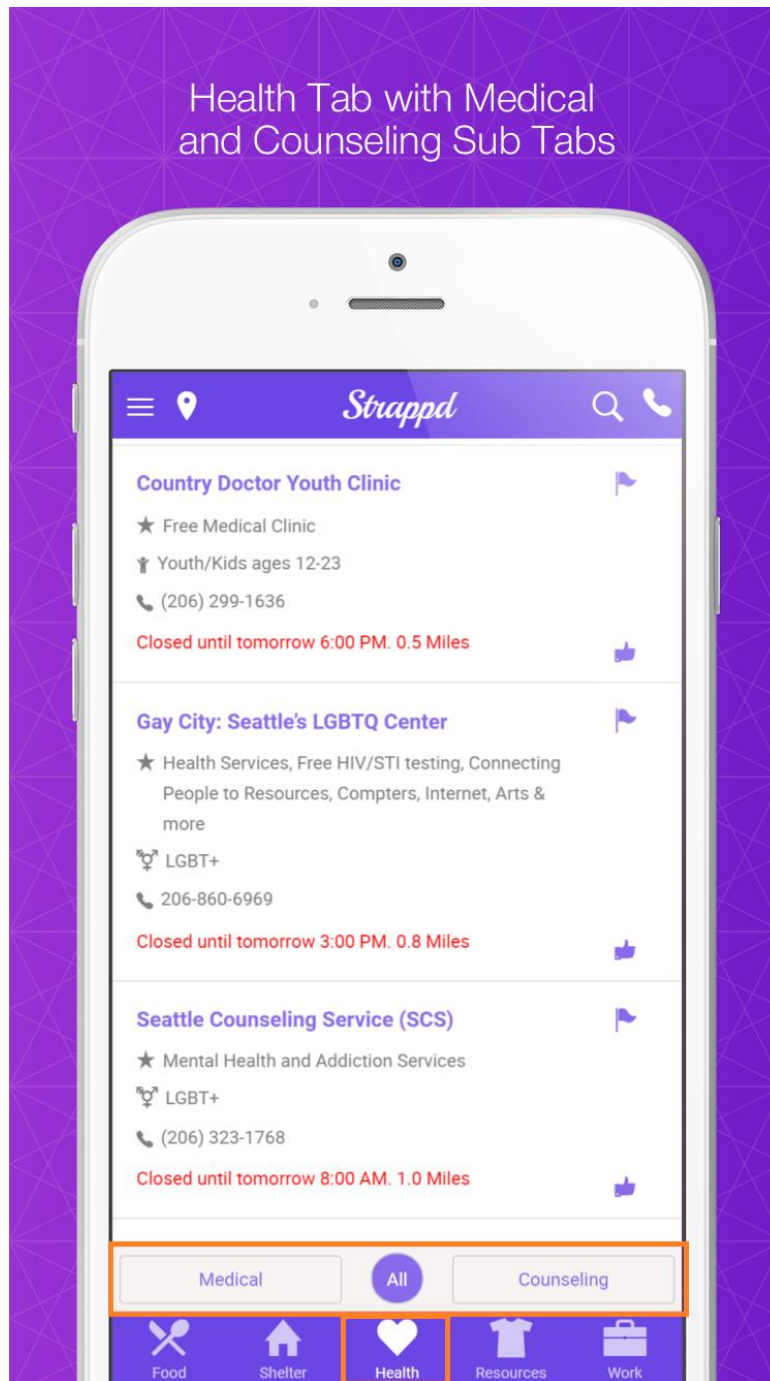 Health Tab with Medical
and Counseling Sub Tabs
Strappd
Country Doctor Youth Clinic
Free Medical Clinic
Youth/Kids ages 12-23
(206) 299-1636
Closed until tomorrow 6:00 PM. 0.5 Miles
Gay City: Seattle's LGBTQ Center
Health Services, Free HIV/STI testing, Connecting
People to Resources, Compters, Internet, Arts &
more
LGBT+
206-860-6969
Closed until tomorrow 3:00 PM. 0.8 Miles
Seattle Counseling Service (SCS)
Mental Health and Addiction Services
LGBT+
(206) 323-1768
Closed until tomorrow 8:00 AM. 1.0 Miles
Medical All Counseling
Food Shelter Health Resources Work